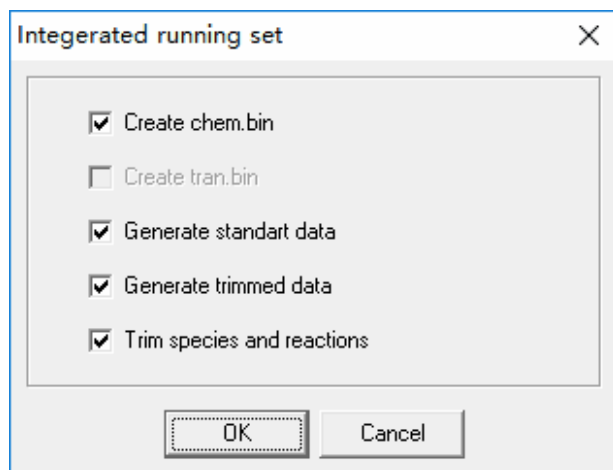 Integerated running set
Create chem.bin
Create tran.bin
Generate standart data
Generate trimmed data
Trim species and reactions
OK
Cancel